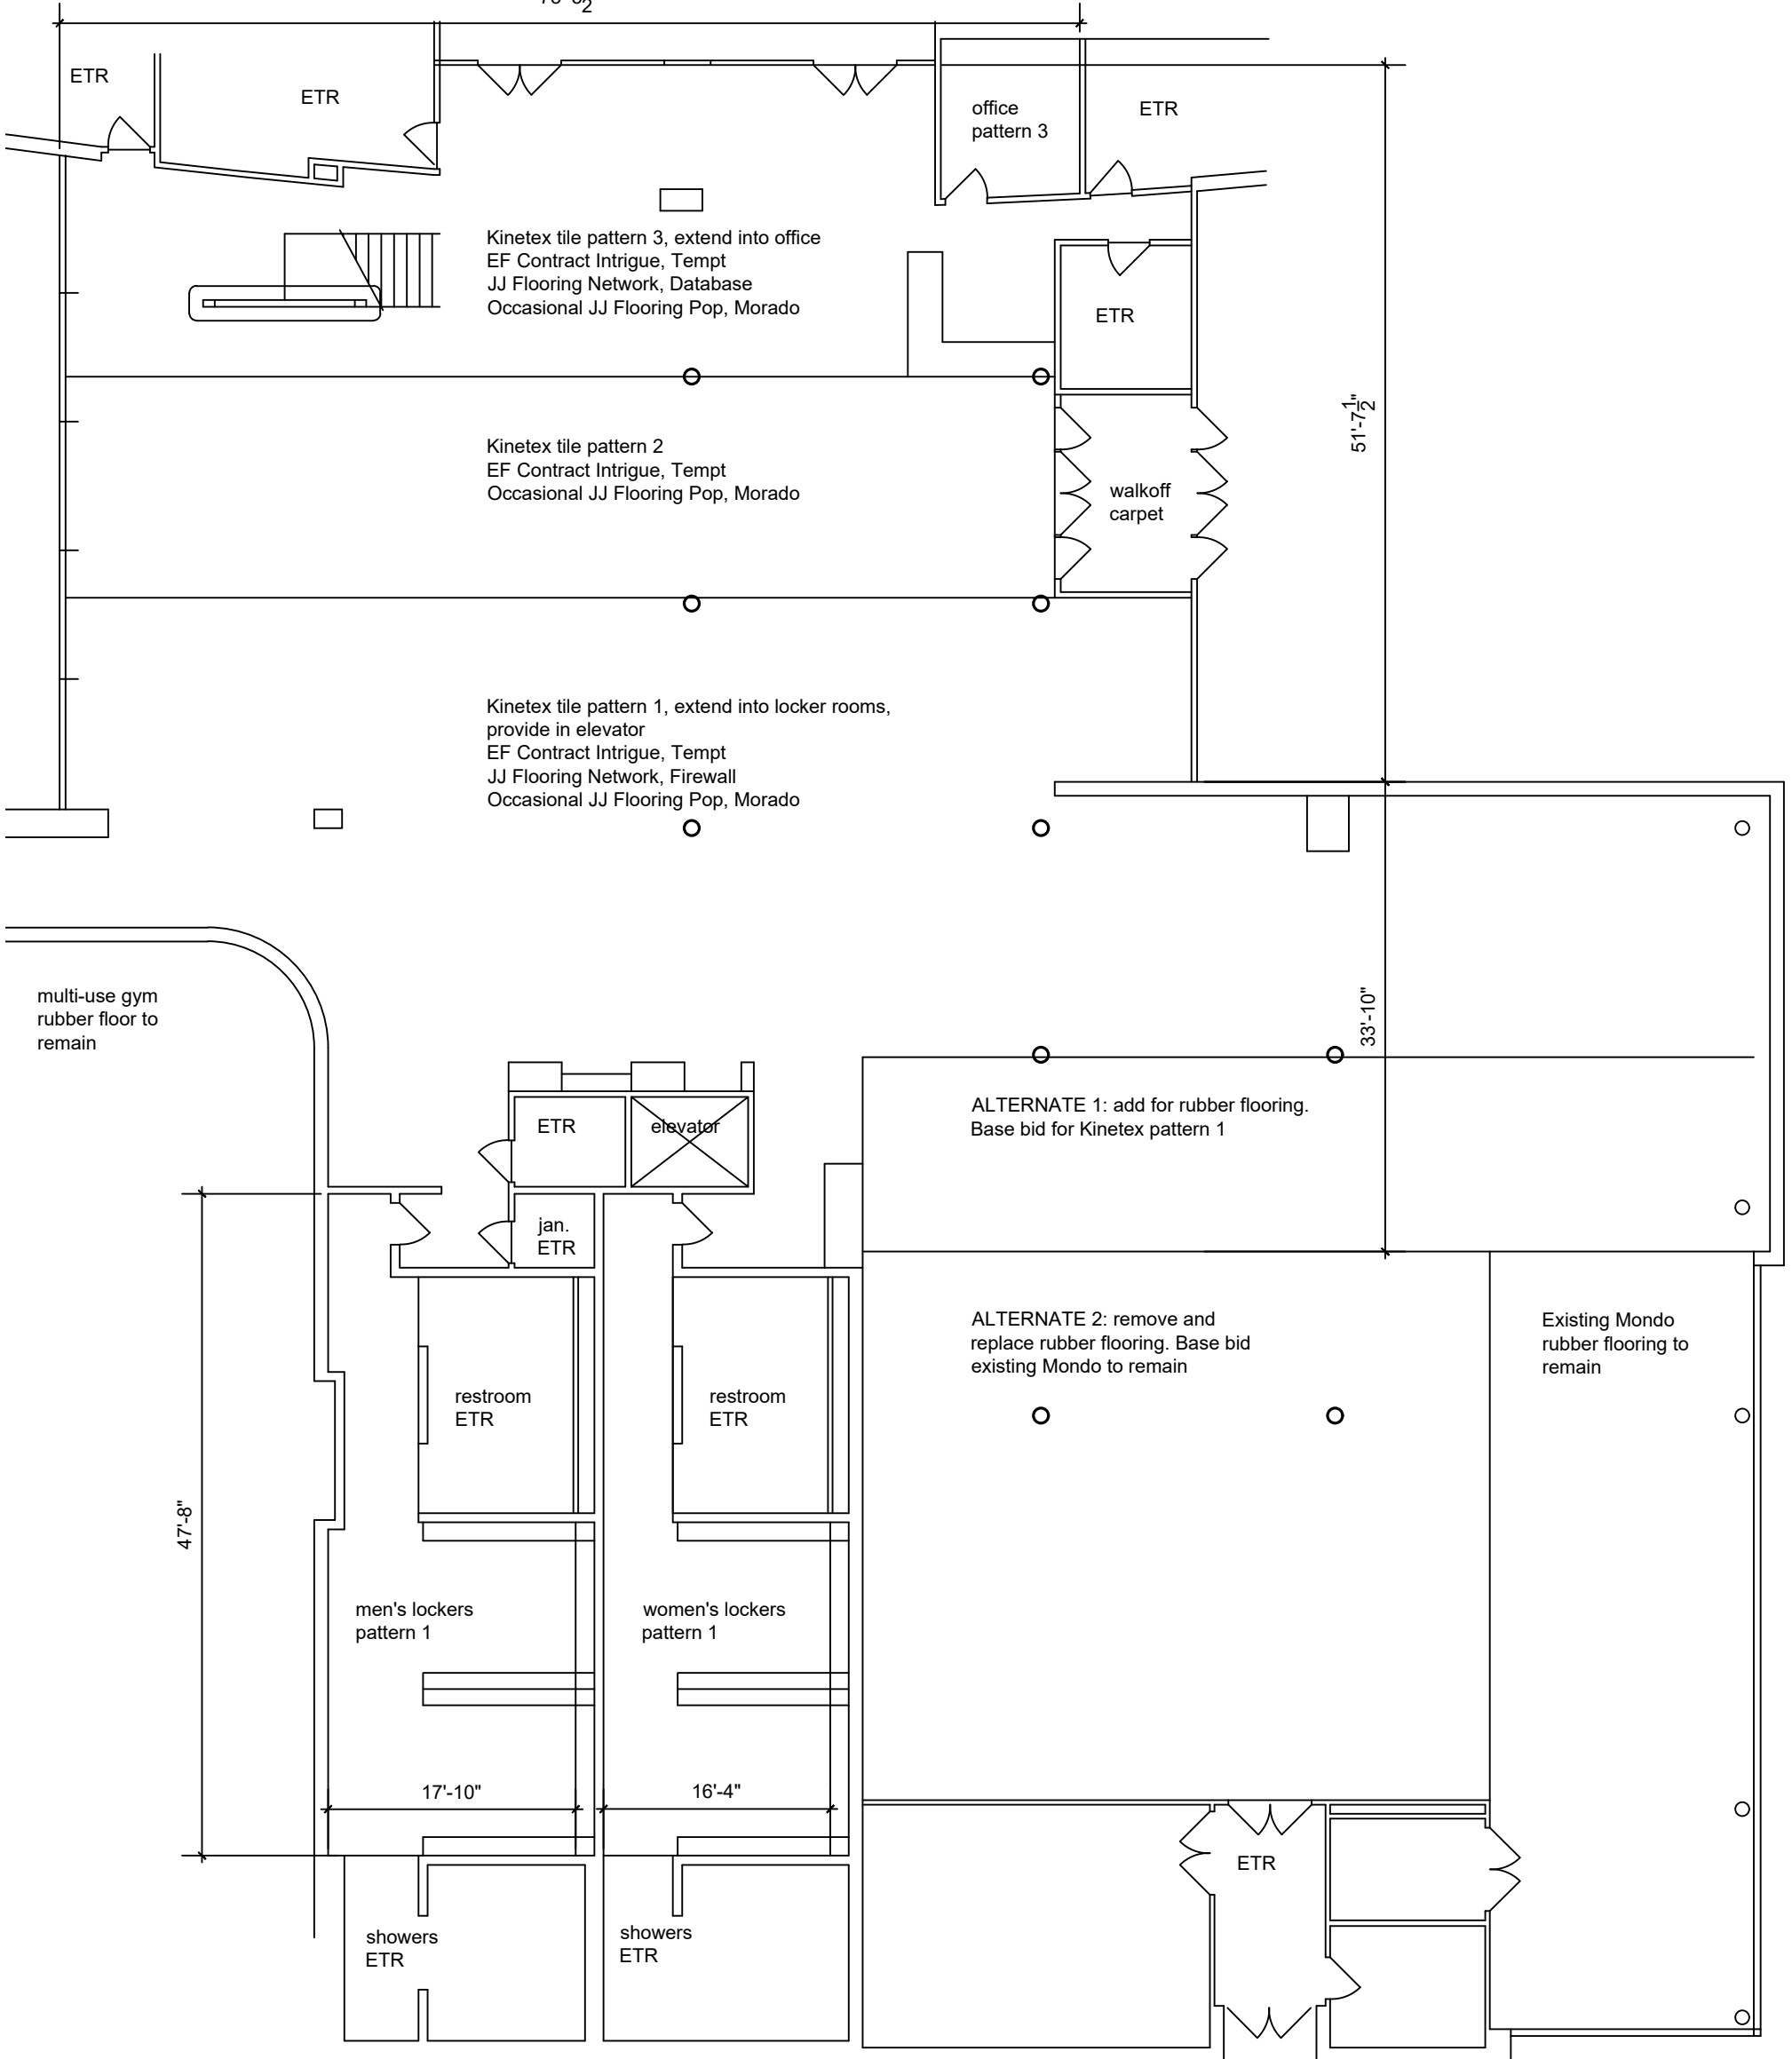 ETR
ETR
office
pattern 3
ETR
Kinetex tile pattern 3, extend into office
EF Contract Intrigue, Tempt
JJ Flooring Network, Database
Occasional JJ Flooring Pop, Morado
ETR
51'-7 1/2"
Kinetex tile pattern 2
EF Contract Intrigue, Tempt
Occasional JJ Flooring Pop, Morado
walkoff
carpet
Kinetex tile pattern 1, extend into locker rooms,
provide in elevator
EF Contract Intrigue, Tempt
JJ Flooring Network, Firewall
Occasional JJ Flooring Pop, Morado
multi-use gym
rubber floor to
remain
33'-10"
ETR
elevator
ALTERNATE 1: add for rubber flooring.
Base bid for Kinetex pattern 1
jan.
ETR
ALTERNATE 2: remove and
replace rubber flooring. Base bid
existing Mondo to remain
Existing Mondo
rubber flooring to
remain
restroom
ETR
restroom
ETR
47'-8"
men's lockers
pattern 1
women's lockers
pattern 1
17'-10"
16'-4"
ETR
showers
ETR
showers
ETR